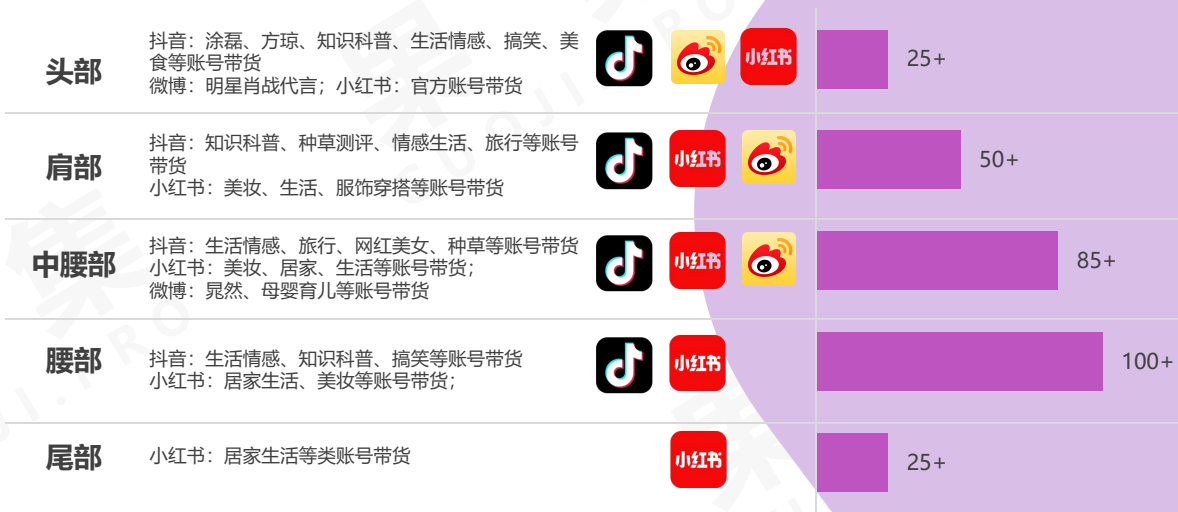 头部
抖音：涂磊、方琼、知识科普、生活情感、搞笑、美
食等账号带货
微博：明星肖战代言；小红书：官方账号带货
小红书
25+
肩部
抖音：知识科普、种草测评、情感生活、旅行等账号
带货
小红书：美妆、生活、服饰穿搭等账号带货
小红书
50+
中腰部
抖音：生活情感、旅行、网红美女、种草等账号带货
小红书：美妆、居家、生活等账号带货；
微博：晁然、母婴育儿等账号带货
小红书
85+
腰部
抖音：生活情感、知识科普、搞笑等账号带货
小红书：居家生活、美妆等账号带货；
小红书
100+
尾部
小红书：居家生活等类账号带货
小红书
25+